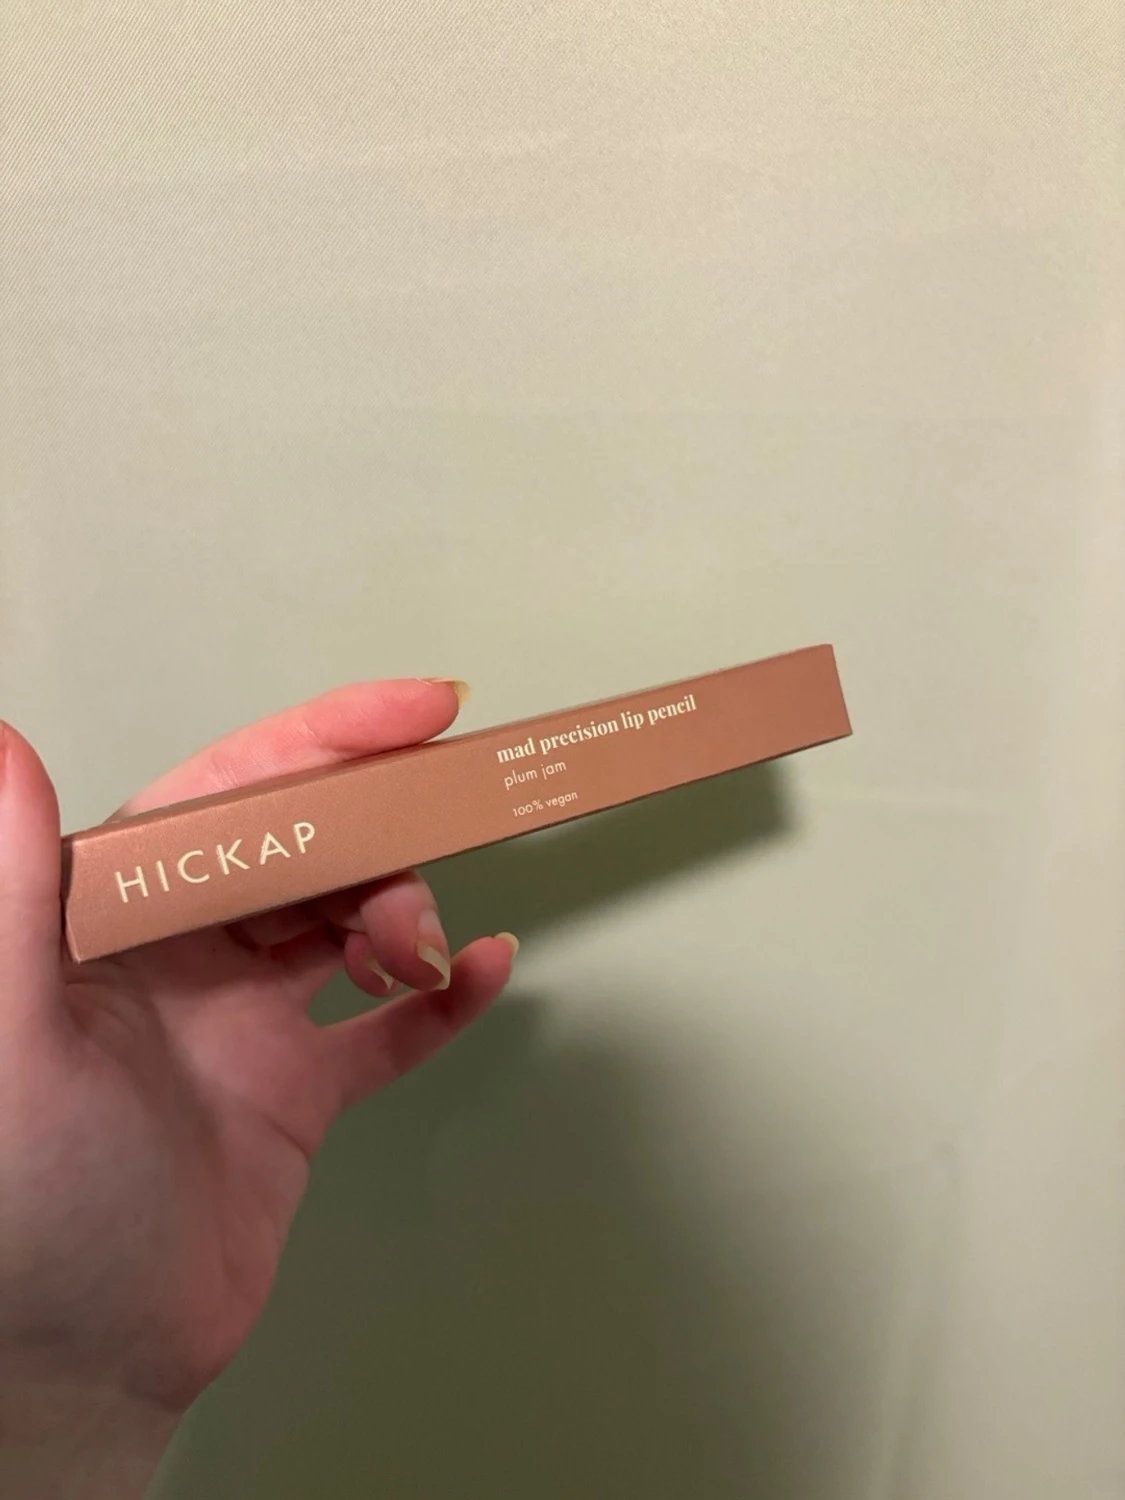 HICKAP
mad precision lip pencil
plum jam
100% vegan